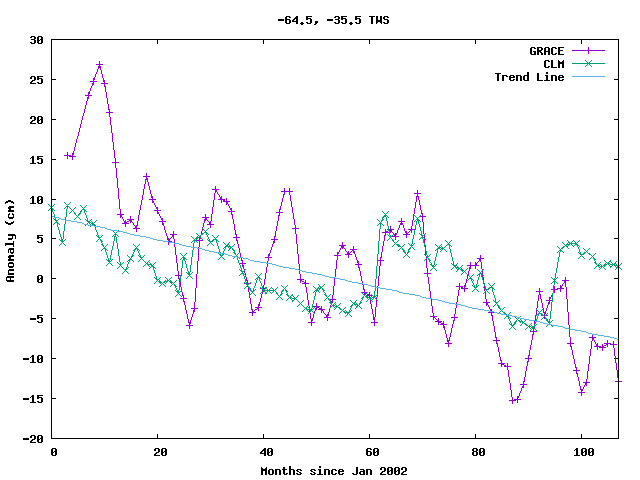 -64.5, -35.5 TWS
30
25
20
15
10
5
0
-5
-10
-15
-20
0 20 40 60 80 100
GRACE
CLM
Trend Line
Anomaly (cm)
Months since Jan 2002